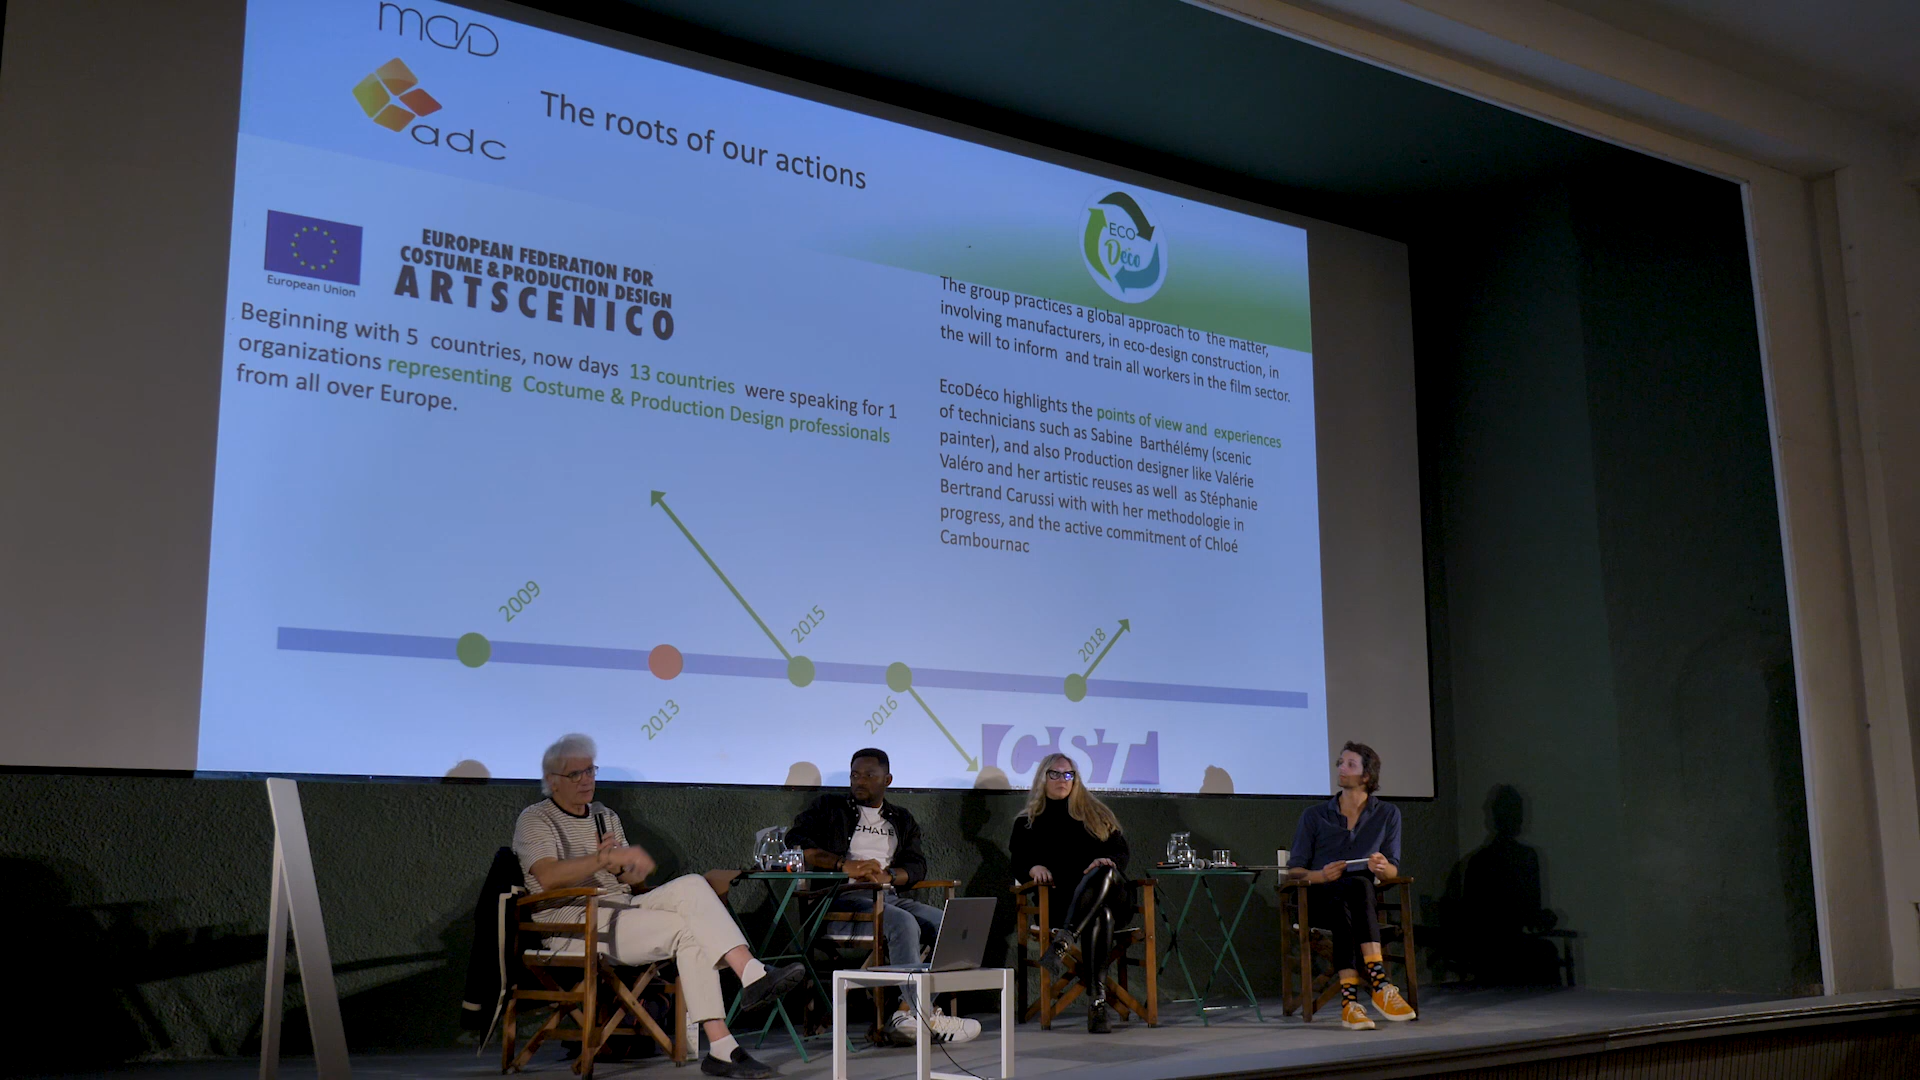 mad
adc
The roots of our actions
European Union
EUROPEAN FEDERATION FOR
COSTUME & PRODUCTION DESIGN
ARTSCENICO
Beginning with 5 countries, now days 13 countries were speaking for 1
organizations representing Costume & Production Design professionals
from all over Europe.
ECO
Déco
The group practices a global approach to the matter,
involving manufacturers, in eco-design construction, in
the will to inform and train all workers in the film sector.
EcoDéco highlights the points of view and experiences
of technicians such as Sabine Barthélémy (scenic
painter), and also Production designer like Valérie
Valéro and her artistic reuses as well as Stéphanie
Bertrand Carussi with with her methodologie in
progress, and the active commitment of Chloé
Cambournac
2009
2013
2015
2016
2018
CST
CHALE